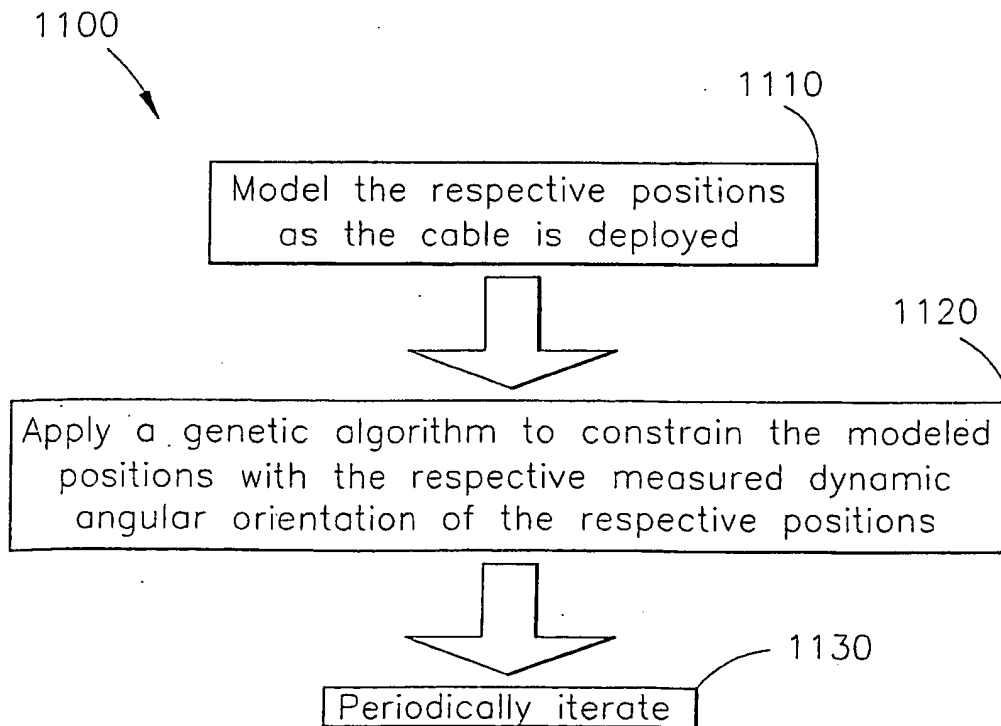 1100
1110
Model the respective positions
as the cable is deployed
1120
Apply a genetic algorithm to constrain the modeled
positions with the respective measured dynamic
angular orientation of the respective positions
1130
Periodically iterate